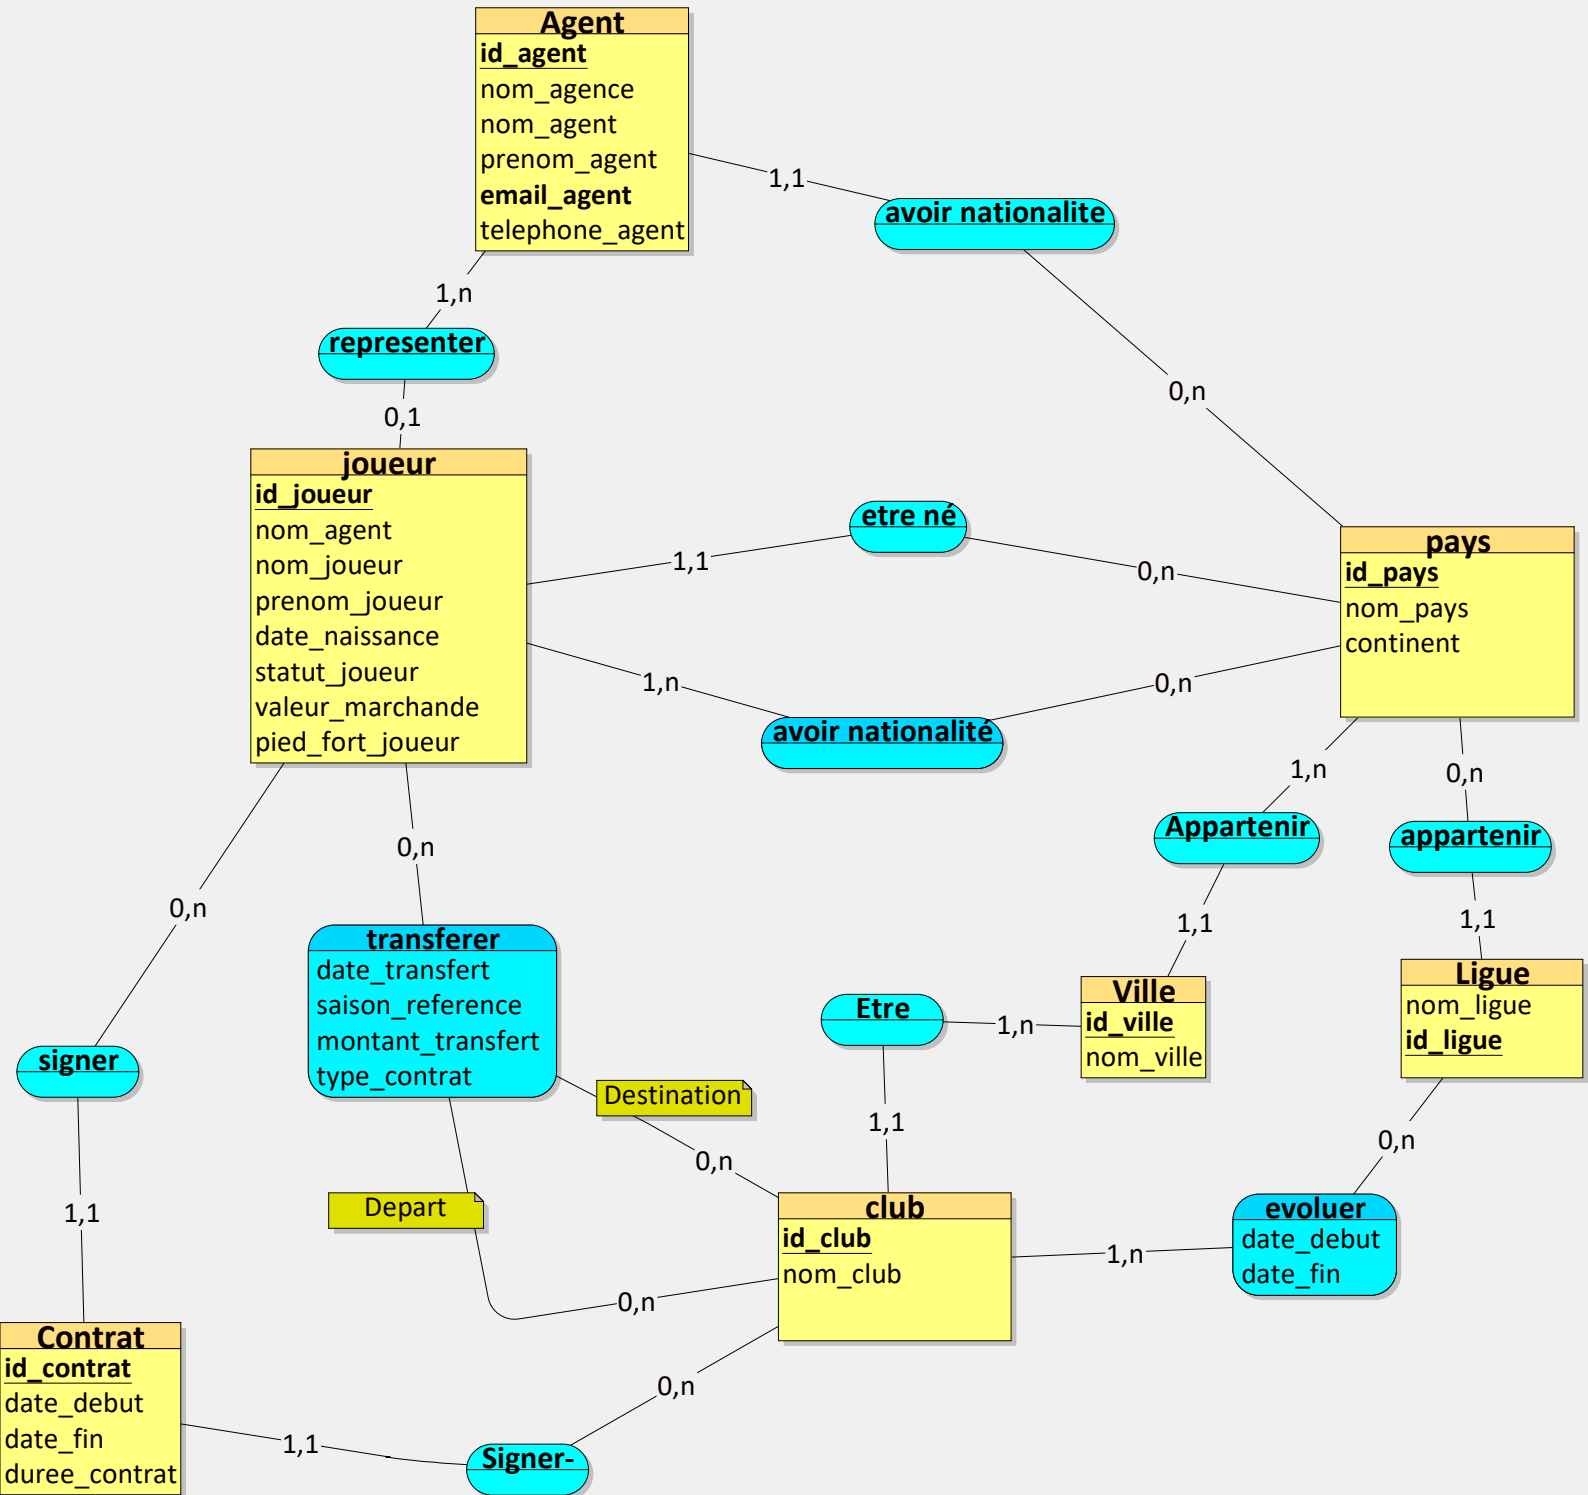 Agent
id_agent
nom_agence
nom_agent
prenom_agent
email_agent
telephone_agent
1,1
avoir nationalite
1,n
representer
0,n
0,1
joueur
id_joueur
nom_agent
nom_joueur
prenom_joueur
date_naissance
statut_joueur
valeur_marchande
pied_fort_joueur
etre né
1,1
0,n
pays
id_pays
nom_pays
continent
1,n
0,n
avoir nationalité
1,n
0,n
Appartenir
appartenir
0,n
0,n
1,1
1,1
transferer
date_transfert
saison_reference
montant_transfert
type_contrat
Ville
id_ville
nom_ville
Ligue
nom_ligue
id_ligue
Etre
1,n
signer
Destination
1,1
0,n
0,n
Depart
1,1
club
id_club
nom_club
evoluer
date_debut
date_fin
1,n
0,n
Contrat
id_contrat
date_debut
date_fin
duree_contrat
0,n
1,1
Signer-